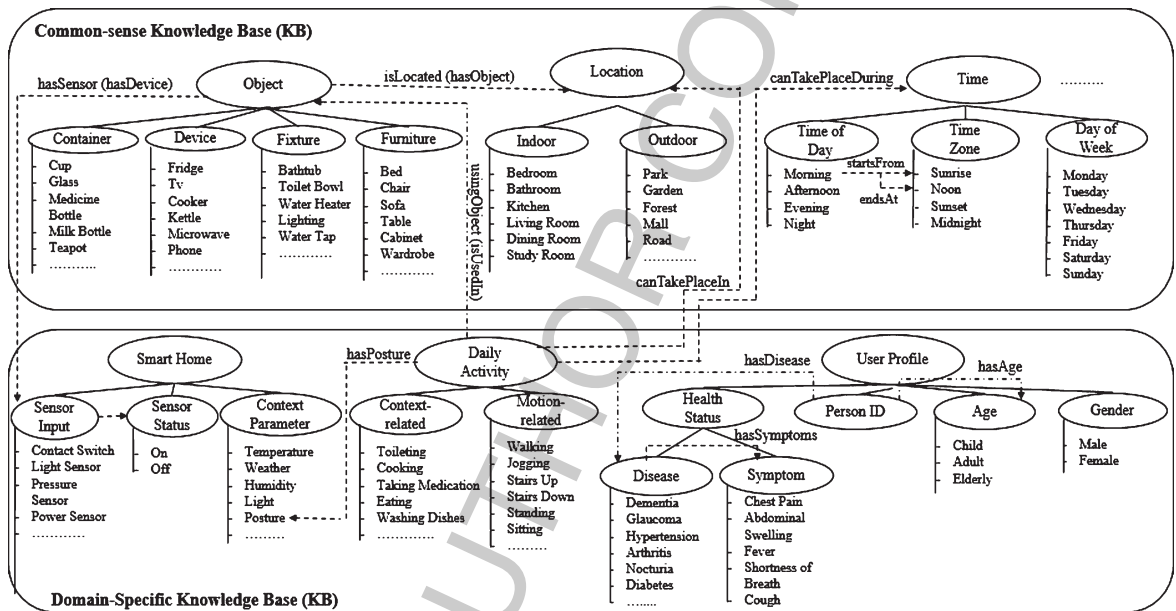 Common-sense Knowledge Base (KB)
hasSensor (hasDevice)
Object
isLocated (hasObject)
Location
canTakePlaceDuring
Time
............
Container
Cup
Glass
Medicine
Bottle
Milk Bottle
Teapot
............
Device
Fridge
Tv
Cooker
Kettle
Microwave
Phone
............
Fixture
Bathtub
Toilet Bowl
Water Heater
Lighting
Water Tap
............
Furniture
Bed
Chair
Sofa
Table
Cabinet
Wardrobe
............
usingObject (isUsedIn)
Indoor
Bedroom
Bathroom
Kitchen
Living Room
Dining Room
Study Room
Outdoor
Park
Garden
Forest
Mall
Road
............
canTakePlaceIn
Time of
Day
Morning
Afternoon
Evening
Night
startsFrom
endsAt
Time
Zone
Sunrise
Noon
Sunset
Midnight
Day of
Week
Monday
Tuesday
Wednesday
Thursday
Friday
Saturday
Sunday
Smart Home
hasPosture
Daily
Activity
hasDisease
User Profile
hasAge
Sensor
Input
Contact Switch
Light Sensor
Pressure
Sensor
Power Sensor
............
Sensor
Status
On
Off
Context
Parameter
Temperature
Weather
Humidity
Light
Posture
............
Context-
related
Toileting
Cooking
Taking Medication
Eating
Washing Dishes
............
Motion-
related
Walking
Jogging
Stairs Up
Stairs Down
Standing
Sitting
............
Health
Status
hasSymptoms
Disease
Dementia
Glaucoma
Hypertension
Arthritis
Nocturia
Diabetes
............
Symptom
Chest Pain
Abdominal
Swelling
Fever
Shortness of
Breath
Cough
Person ID
Age
Child
Adult
Elderly
Gender
Male
Female
Domain-Specific Knowledge Base (KB)
UTHOR CO